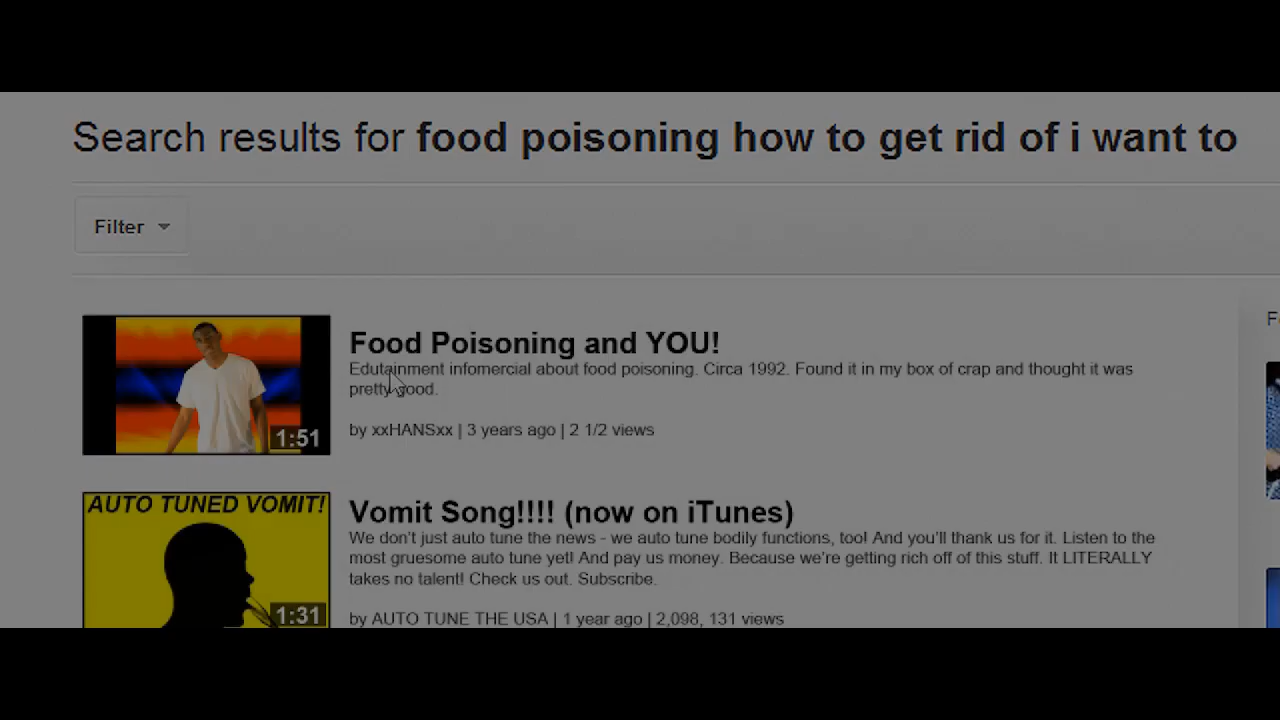 Search results for food poisoning how to get rid of i want to
Filter
Food Poisoning and YOU!
Edutainment infomercial about food poisoning. Circa 1992. Found it in my box of crap and thought it was
pretty good.
by xxHANSxx | 3 years ago | 2 1/2 views
1:51
AUTO TUNED VOMIT!
Vomit Song!!!! (now on iTunes)
We don't just auto tune the news - we auto tune bodily functions, too! And you'll thank us for it. Listen to the
most gruesome auto tune yet! And pay us money. Because we're getting rich off of this stuff. It LITERALLY
takes no talent! Check us out. Subscribe.
1:31
by AUTO TUNE THE USA | 1 year ago | 2,098, 131 views